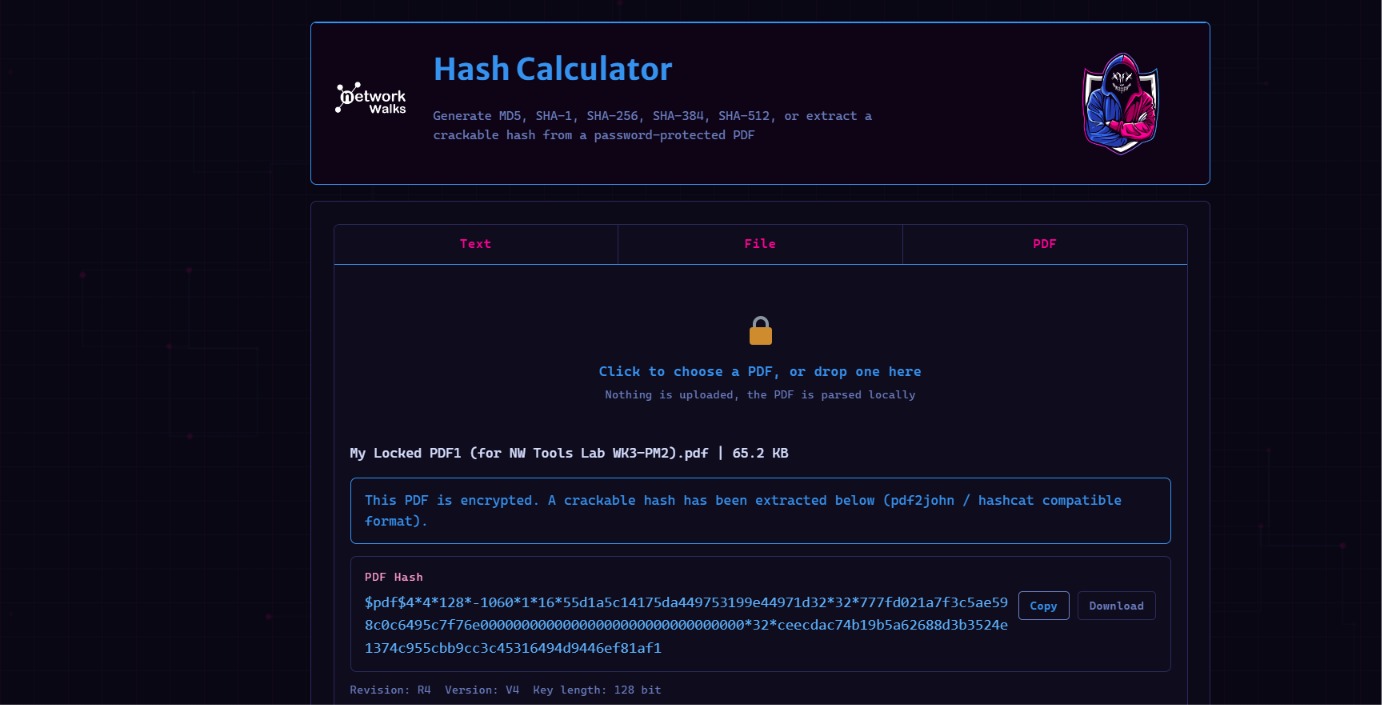 network
Walks
Hash Calculator
Generate MD5, SHA-1, SHA-256, SHA-384, SHA-512, or extract a
crackable hash from a password-protected PDF
Text
File
PDF
Click to choose a PDF, or drop one here
Nothing is uploaded, the PDF is parsed locally
My Locked PDF1 (for NW Tools Lab WK3-PM2).pdf | 65.2 KB
This PDF is encrypted. A crackable hash has been extracted below (pdf2john / hashcat compatible
format).
PDF Hash
$pdf$4*4*128*-1060*1*16*55d1a5c14175da449753199e44971d32*32*777fd021a7f3c5ae59
8c0c6495c7f76e00000000000000000000000000000000*32*ceecdac74b19b5a62688d3b3524e
1374c955cbb9cc3c45316494d9446ef81af1
Copy
Download
Revision: R4 Version: V4 Key length: 128 bit